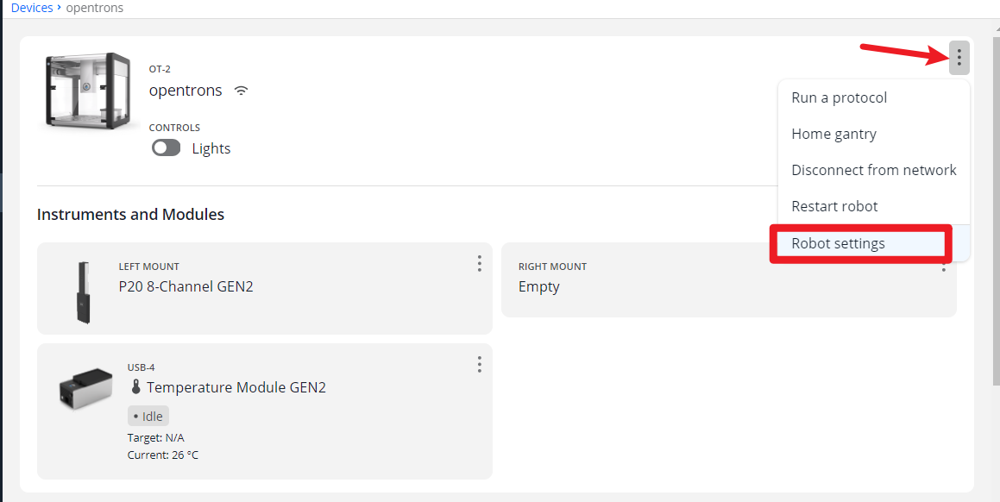 Devices › opentrons
OT-2
opentrons
CONTROLS
Lights
Run a protocol
Home gantry
Disconnect from network
Restart robot
Robot settings
Instruments and Modules
LEFT MOUNT
P20 8-Channel GEN2
RIGHT MOUNT
Empty
USB-4
Temperature Module GEN2
• Idle
Target: N/A
Current: 26 °C